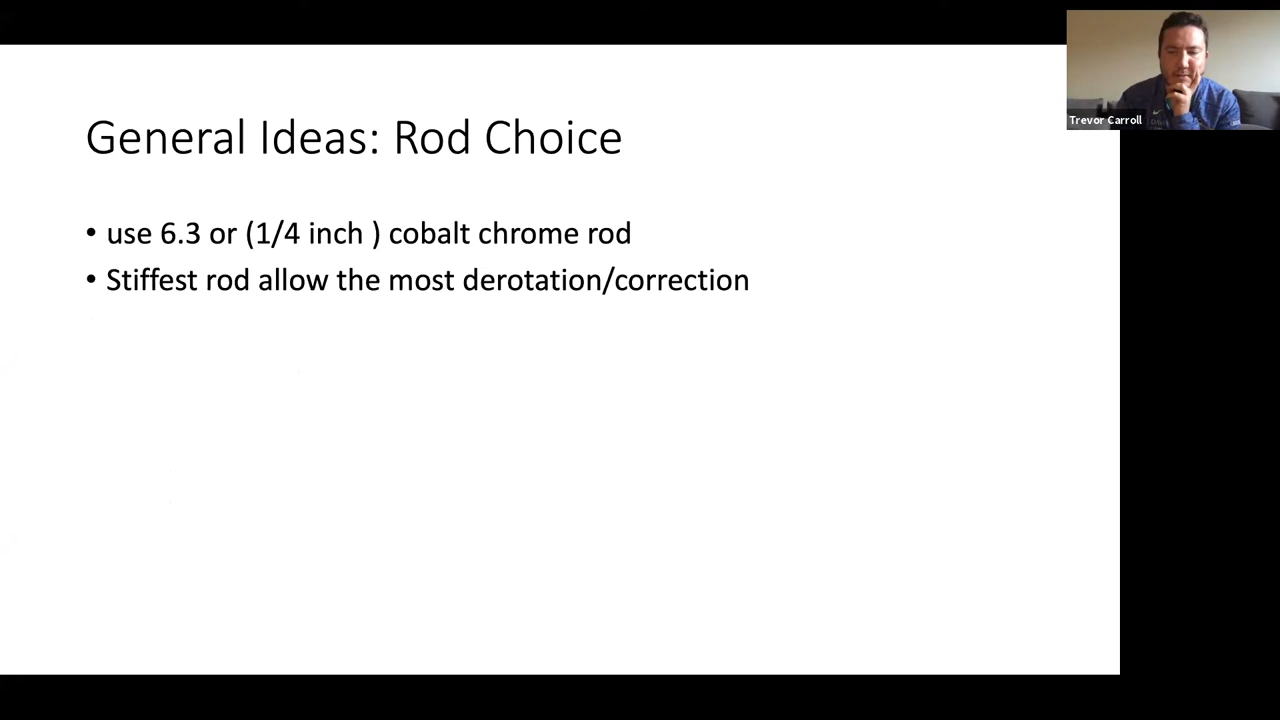 General Ideas: Rod Choice
• use 6.3 or (1/4 inch ) cobalt chrome rod
• Stiffest rod allow the most derotation/correction
Trevor Carroll